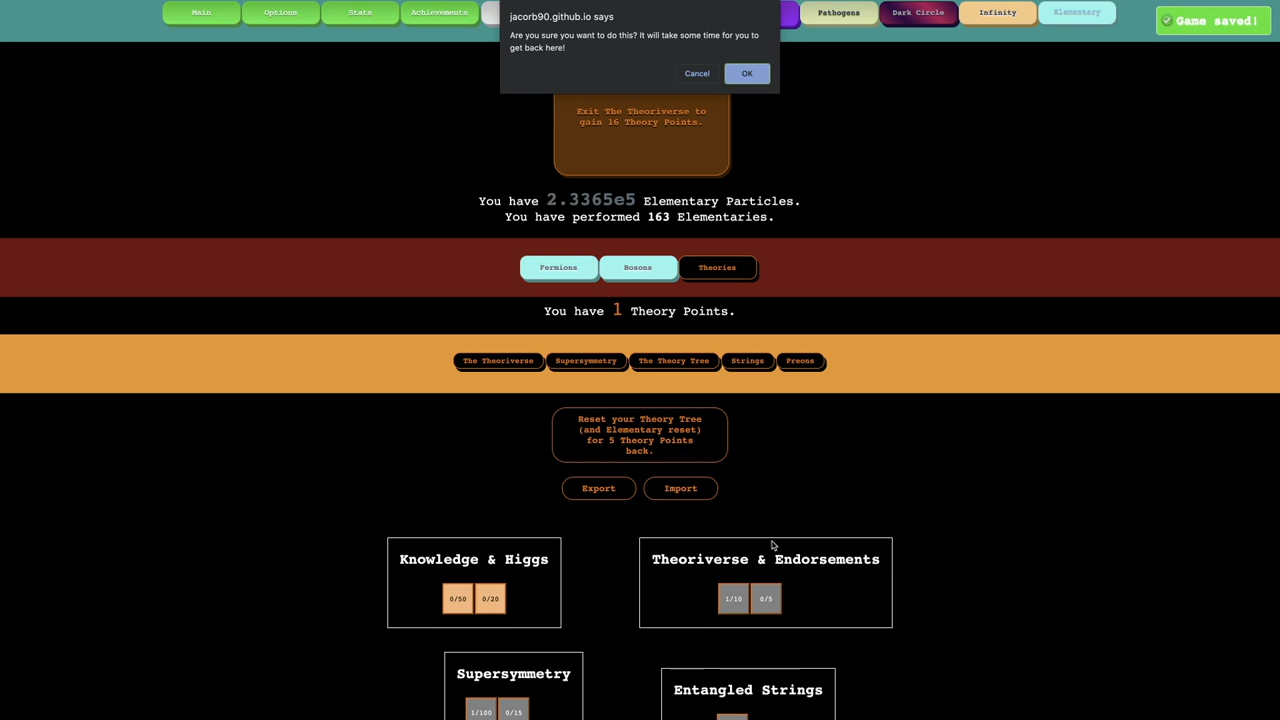 Main
Options
Stats
Achievements
Pathogens
Dark Circle
Infinity
Elementary
Game saved!
jacorb90.github.io says
Are you sure you want to do this? It will take some time for you to
get back here!
Cancel
OK
Exit The Theoriverse to
gain 16 Theory Points.
You have 2.3365e5 Elementary Particles.
You have performed 163 Elementaries.
Fermions
Bosons
Theories
You have 1 Theory Points.
The Theoriverse
Supersymmetry
The Theory Tree
Strings
Preons
Reset your Theory Tree
(and Elementary reset)
for 5 Theory Points
back.
Export
Import
Knowledge & Higgs
0/50
0/20
Theoriverse & Endorsements
1/10
0/5
Supersymmetry
1/100
0/15
Entangled Strings